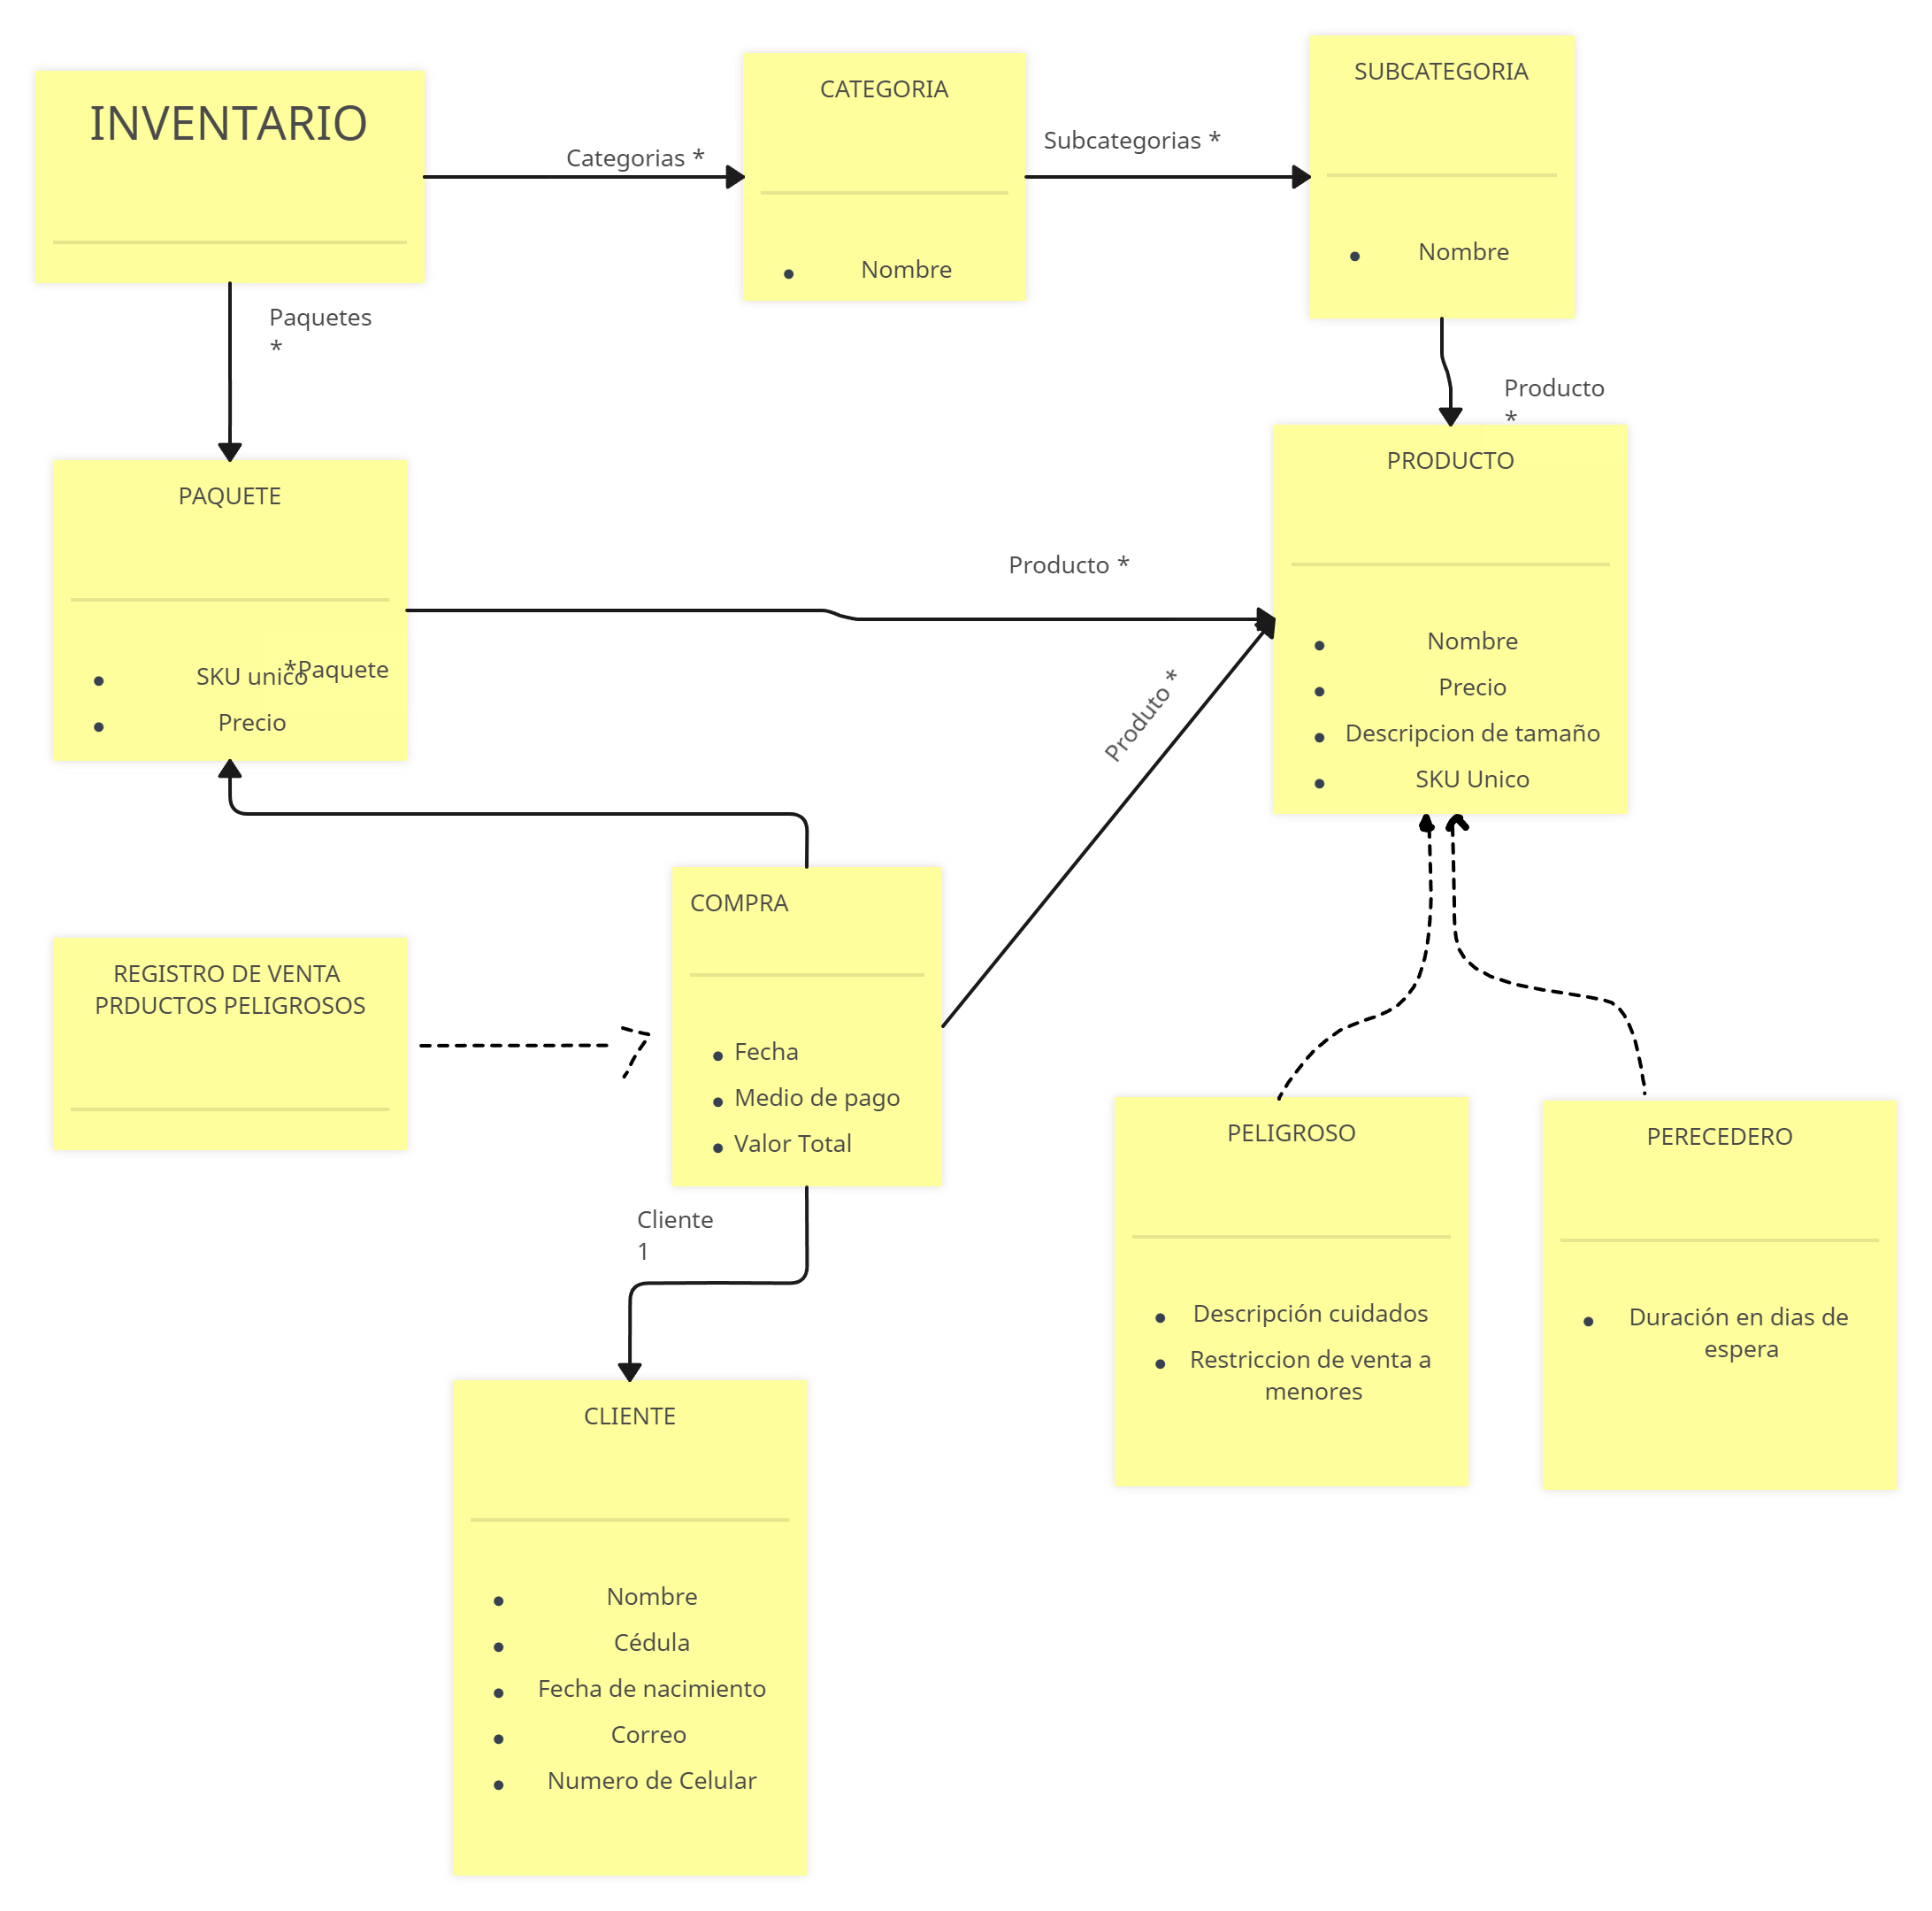 INVENTARIO
Categorias *
CATEGORIA
Nombre
Subcategorias *
SUBCATEGORIA
Nombre
Paquetes
*
Producto
*
PAQUETE
SKU unico
*Paquete
Precio
Producto *
Produto *
PRODUCTO
Nombre
Precio
Descripcion de tamaño
SKU Unico
COMPRA
Fecha
Medio de pago
Valor Total
REGISTRO DE VENTA
PRDUCTOS PELIGROSOS
Cliente
1
PELIGROSO
Descripción cuidados
Restriccion de venta a
menores
PERECEDERO
Duración en dias de
espera
CLIENTE
Nombre
Cédula
Fecha de nacimiento
Correo
Numero de Celular